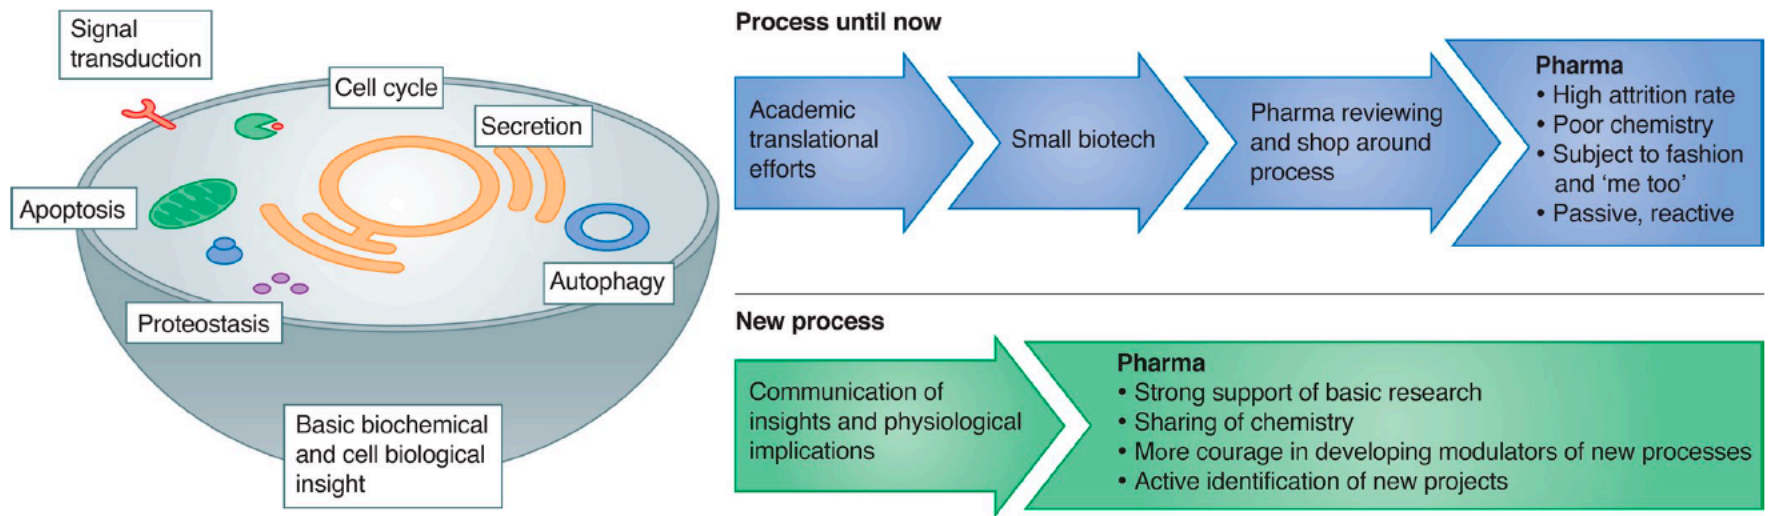 Signal
transduction
Cell cycle
Secretion
Apoptosis
Autophagy
Proteostasis
Basic biochemical
and cell biological
insight
Process until now
Academic
translational
efforts
Small biotech
Pharma reviewing
and shop around
process
Pharma
• High attrition rate
• Poor chemistry
• Subject to fashion
and ‘me too’
• Passive, reactive
New process
Communication of
insights and physiological
implications
Pharma
• Strong support of basic research
• Sharing of chemistry
• More courage in developing modulators of new processes
• Active identification of new projects